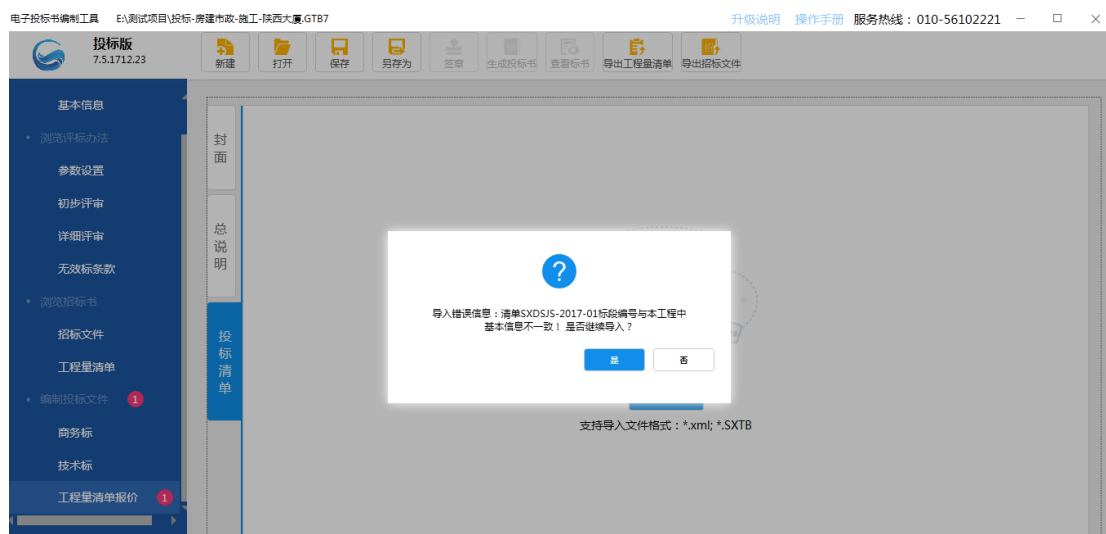 电子投标书编制工具 E:\测试项目\投标-房建市政-施工-陕西大厦.GTB7 升级说明 操作手册 服务热线：010-56102221
投标版
7.5.1712.23
新建 打开 保存 另存为 签章 生成投标书 查看标书 导出工程量清单 导出招标文件
基本信息
浏览评标办法
参数设置
初步评审
详细评审
无效标条款
浏览招标书
招标文件
工程量清单
编制投标文件 1
商务标
技术标
工程量清单报价 1
封面
总说明
投标清单
?
导入错误信息：清单SXDSJS-2017-01标段编号与本工程中
基本信息不一致！是否继续导入？
是 否
支持导入文件格式：*.xml; *.SXTB